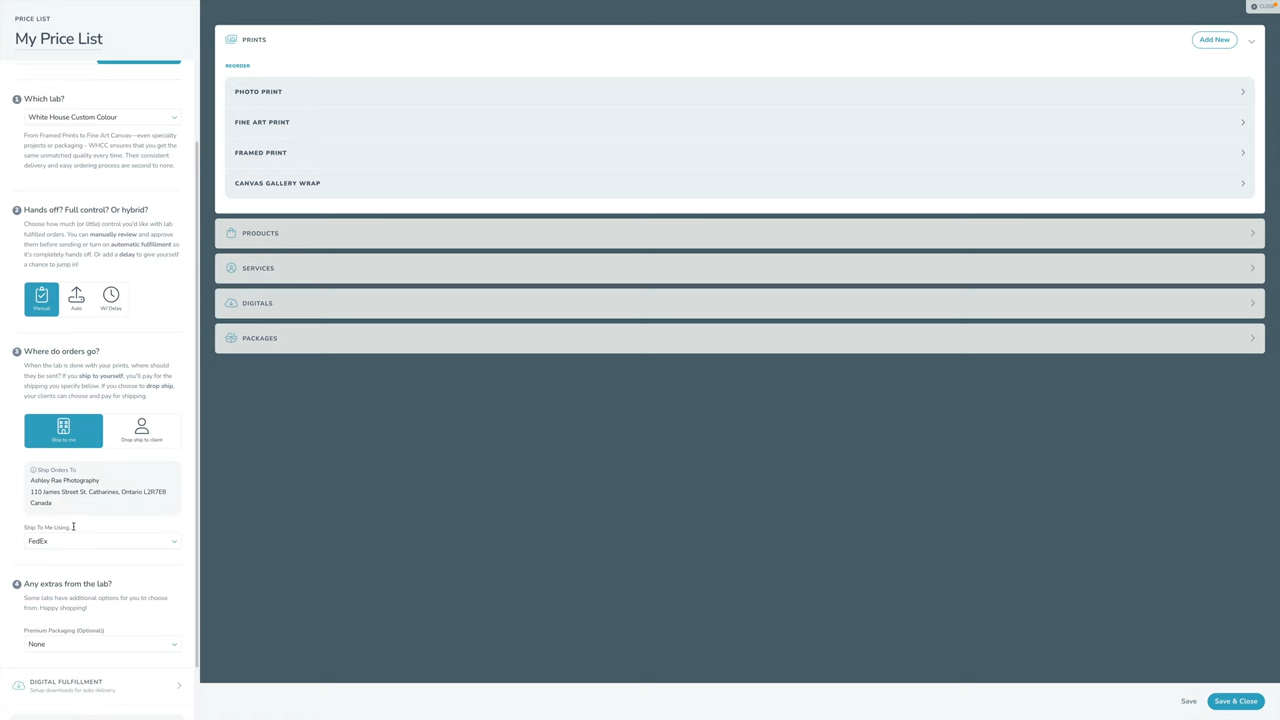 PRICE LIST
My Price List
CLOSE
1 Which lab?
White House Custom Colour
From Framed Prints to Fine Art Canvas—even specialty
projects or packaging - WHCC ensures that you get the
same unmatched quality every time. Their consistent
delivery and easy ordering process are second to none.
2 Hands off? Full control? Or hybrid?
Choose how much (or little) control you'd like with lab
fulfilled orders. You can manually review and approve
them before sending or turn on automatic fulfillment so
it's completely hands off. Or add a delay to give yourself
a chance to jump in!
Manual
Auto
W/ Delay
3 Where do orders go?
When the lab is done with your prints, where should
they be sent? If you ship to yourself, you'll pay for the
shipping you specify below. If you choose to drop ship,
your clients can choose and pay for shipping.
Ship to me
Drop ship to client
Ship Orders To
Ashley Rae Photography
110 James Street St. Catharines, Ontario L2R7E8
Canada
Ship To Me Using
FedEx
4 Any extras from the lab?
Some labs have additional options for you to choose
from. Happy shopping!
Premium Packaging (Optional))
None
DIGITAL FULFILLMENT
Setup downloads for auto delivery.
PRINTS
Add New
REORDER
PHOTO PRINT
FINE ART PRINT
FRAMED PRINT
CANVAS GALLERY WRAP
PRODUCTS
SERVICES
DIGITALS
PACKAGES
Save
Save & Close